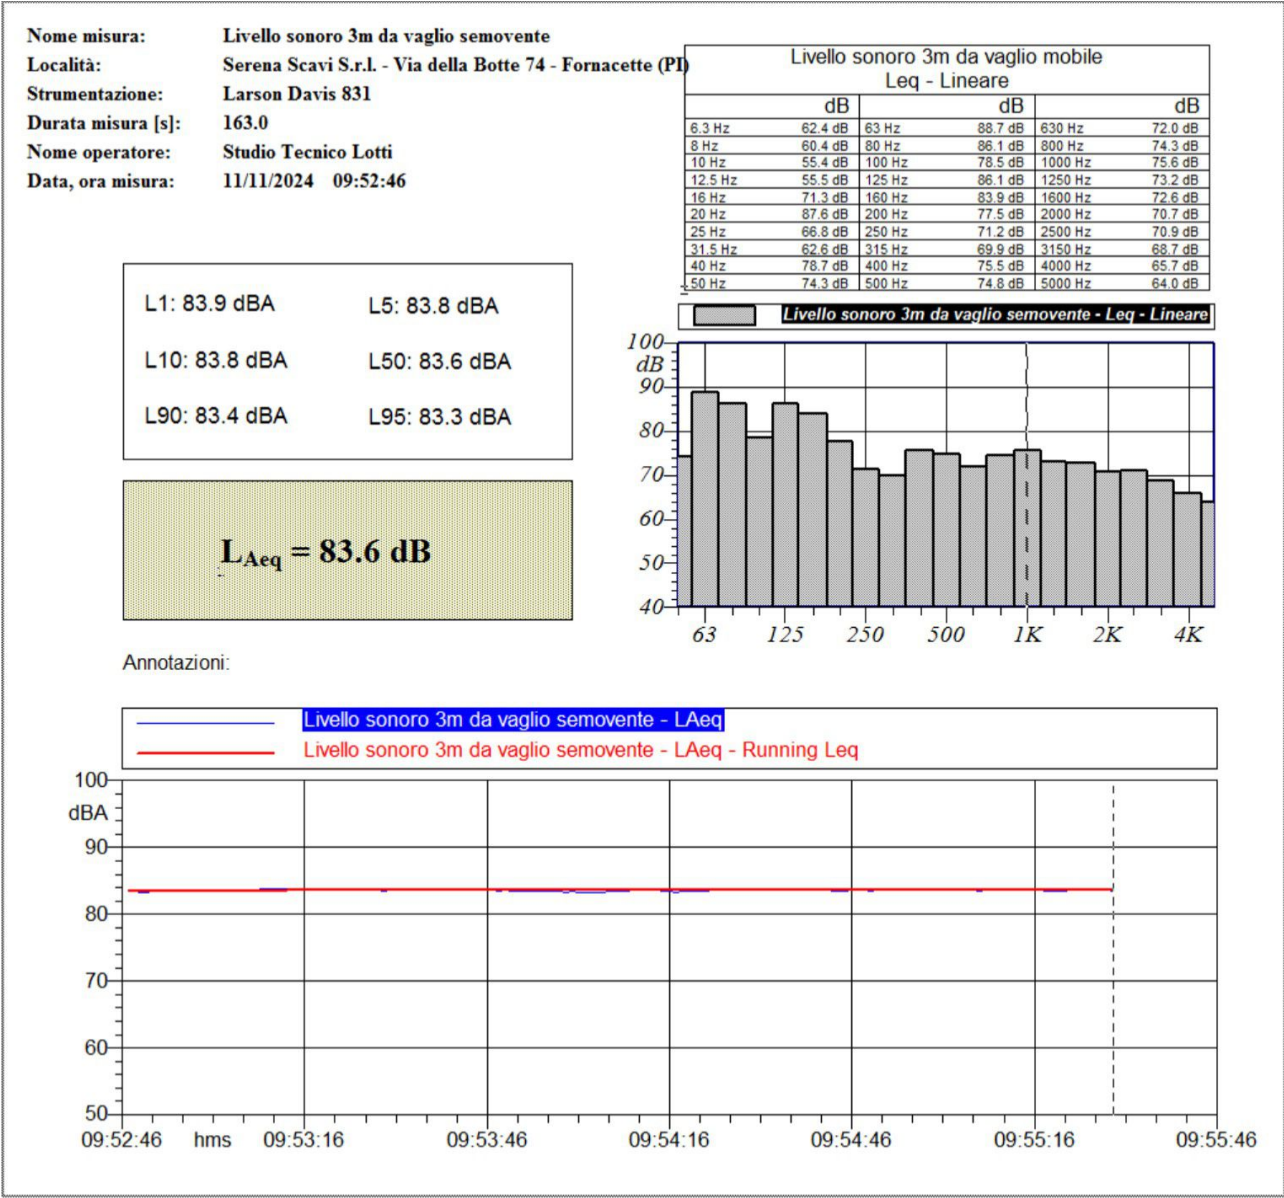 Nome misura: Livello sonoro 3m da vaglio semovente
Località: Serena Scavi S.r.l. - Via della Botte 74 - Fornacette (PI)
Strumentazione: Larson Davis 831
Durata misura [s]: 163.0
Nome operatore: Studio Tecnico Lotti
Data, ora misura: 11/11/2024 09:52:46
Livello sonoro 3m da vaglio mobile
Leq - Lineare
dB dB dB
6.3 Hz 62.4 dB 63 Hz 88.7 dB 630 Hz 72.0 dB
8 Hz 60.4 dB 80 Hz 86.1 dB 800 Hz 74.3 dB
10 Hz 55.4 dB 100 Hz 78.5 dB 1000 Hz 75.6 dB
12.5 Hz 55.5 dB 125 Hz 86.1 dB 1250 Hz 73.2 dB
16 Hz 71.3 dB 160 Hz 83.9 dB 1600 Hz 72.6 dB
20 Hz 87.6 dB 200 Hz 77.5 dB 2000 Hz 70.7 dB
25 Hz 66.8 dB 250 Hz 71.2 dB 2500 Hz 70.9 dB
31.5 Hz 62.6 dB 315 Hz 69.9 dB 3150 Hz 68.7 dB
40 Hz 78.7 dB 400 Hz 75.5 dB 4000 Hz 65.7 dB
50 Hz 74.3 dB 500 Hz 74.8 dB 5000 Hz 64.0 dB
L1: 83.9 dBA L5: 83.8 dBA
L10: 83.8 dBA L50: 83.6 dBA
L90: 83.4 dBA L95: 83.3 dBA
LAeq = 83.6 dB
Livello sonoro 3m da vaglio semovente - Leq - Lineare
100
dB
90
80
70
60
50
40
63 125 250 500 1K 2K 4K
Annotazioni:
Livello sonoro 3m da vaglio semovente - LAeq
Livello sonoro 3m da vaglio semovente - LAeq - Running Leq
100
dBA
90
80
70
60
50
09:52:46 hms 09:53:16 09:53:46 09:54:16 09:54:46 09:55:16 09:55:46